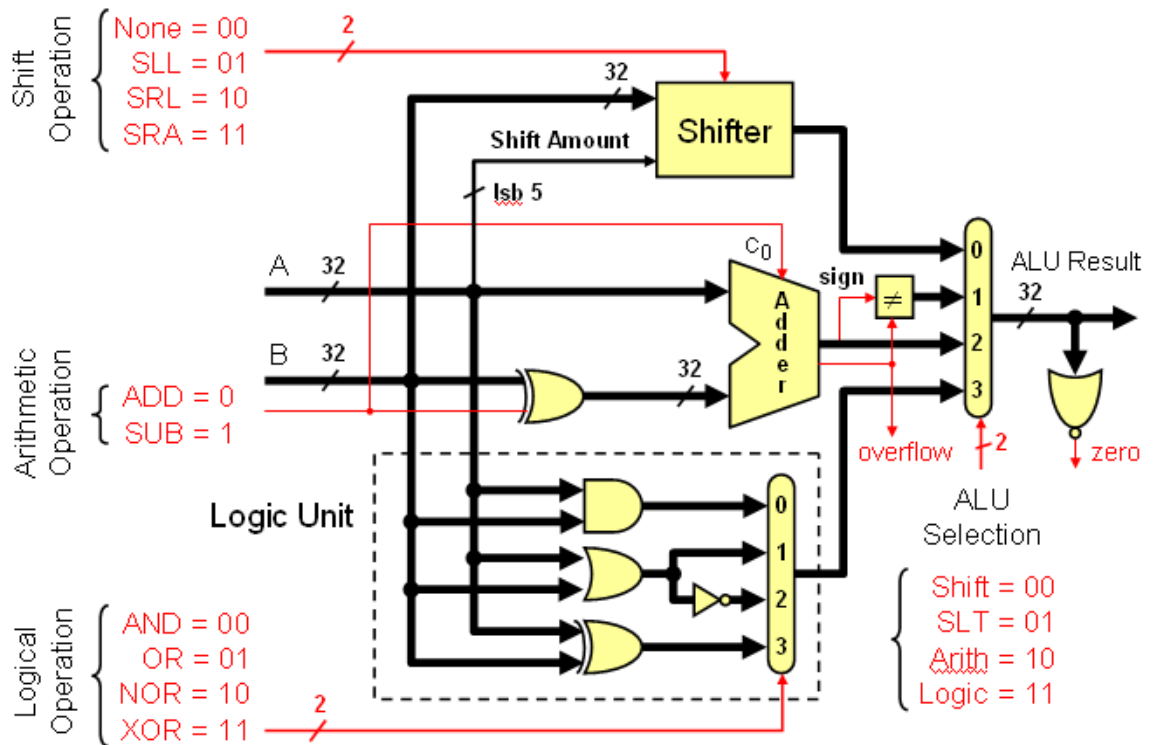 Shift
Operation
None = 00
SLL = 01
SRL = 10
SRA = 11
2
32
Shifter
Shift Amount
lsb 5
A
32
c0
Adder
sign
≠
0
1
2
3
ALU Result
32
B
32
32
Arithmetic
Operation
ADD = 0
SUB = 1
overflow
2
zero
ALU
Selection
Shift = 00
SLT = 01
Arith = 10
Logic = 11
Logic Unit
0
1
2
3
Logical
Operation
AND = 00
OR = 01
NOR = 10
XOR = 11
2